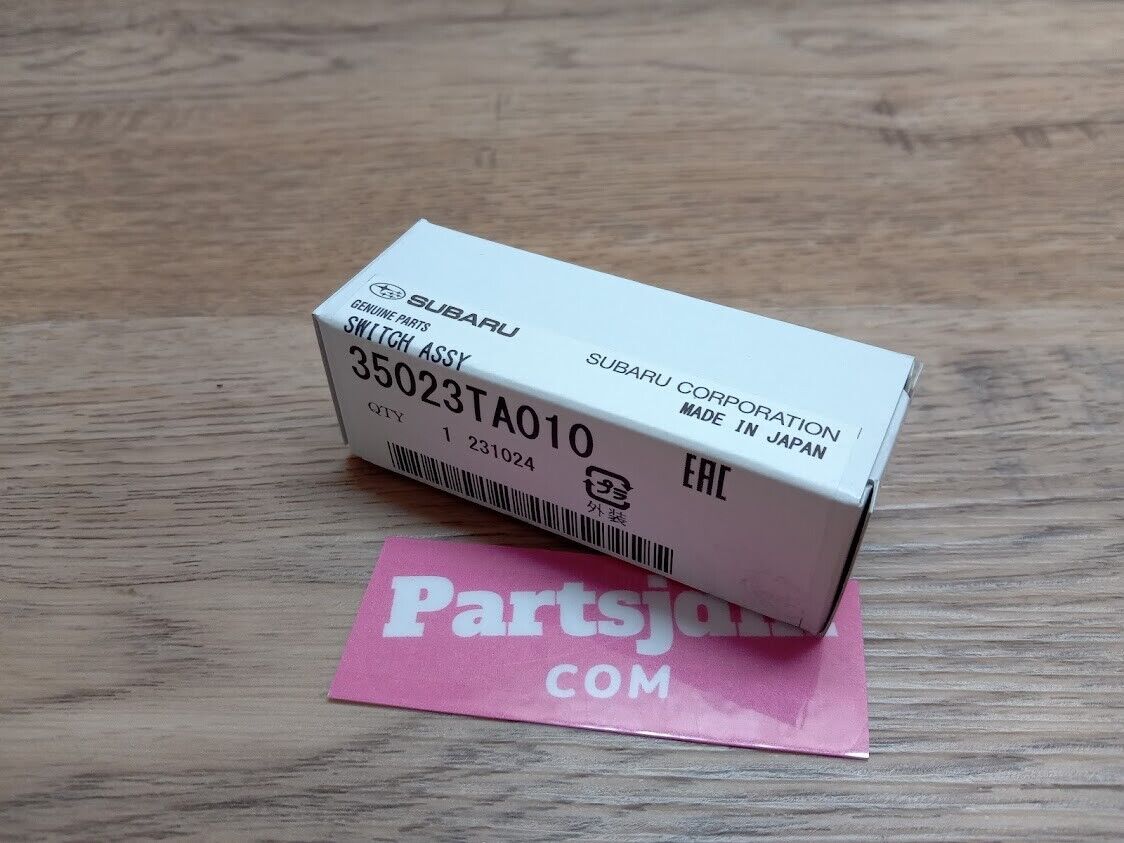 SUBARU
GENUINE PARTS
SWITCH ASSY
SUBARU CORPORATION
MADE IN JAPAN
35023TA010
QTY
1 231024
EAC
プラ
外装
COM